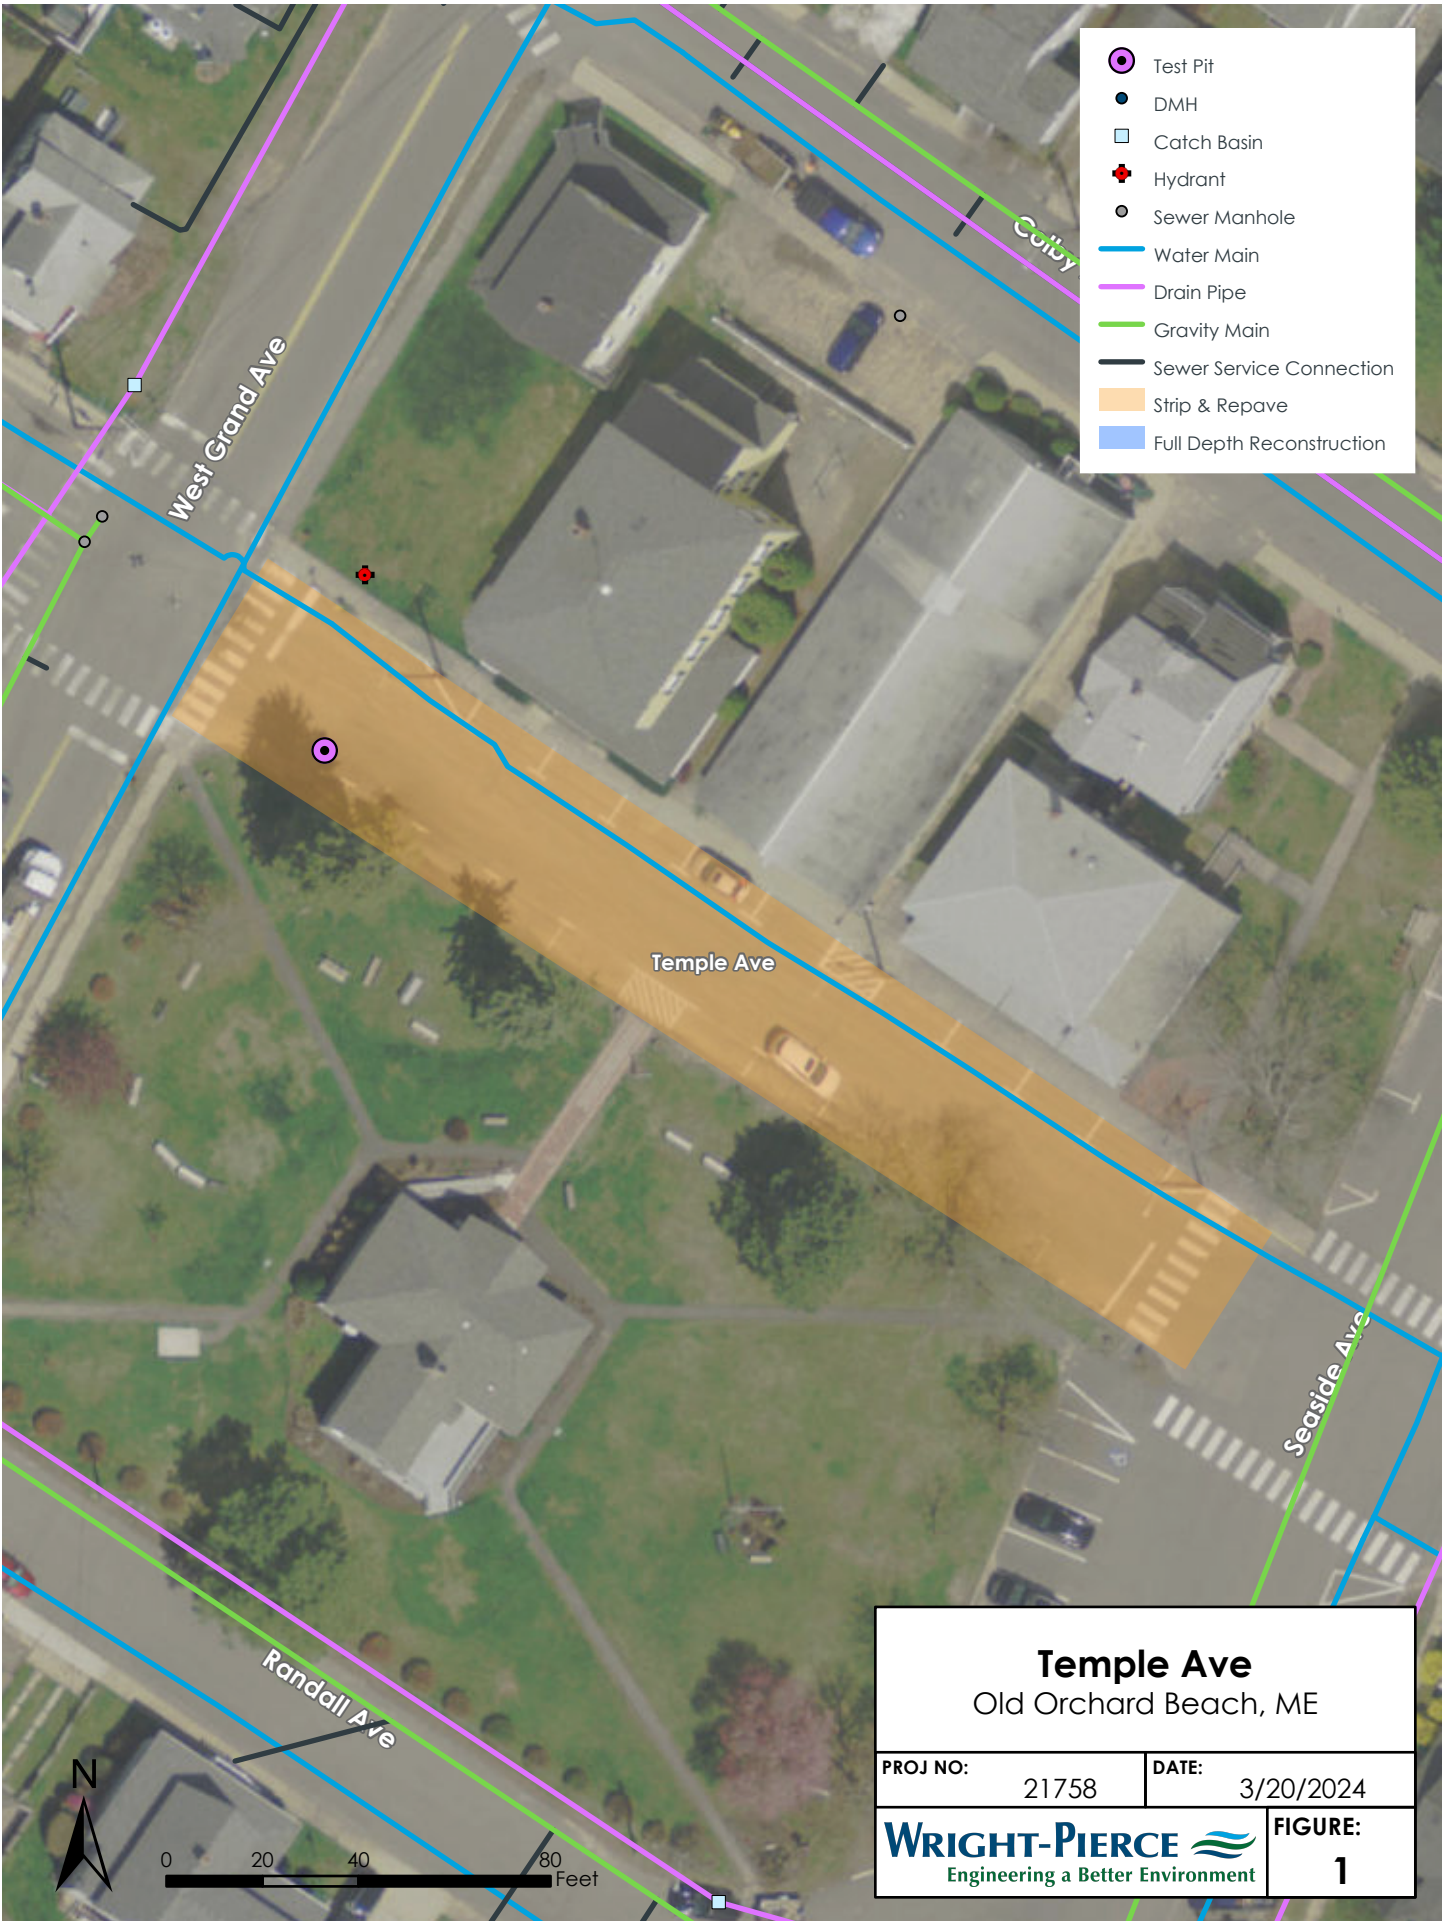 Test Pit
DMH
Catch Basin
Hydrant
Sewer Manhole
Water Main
Drain Pipe
Gravity Main
Sewer Service Connection
Strip & Repave
Full Depth Reconstruction
Colby
West Grand Ave
Temple Ave
Seaside Ave
Randall Ave
N
0 20 40 80
Feet
Temple Ave
Old Orchard Beach, ME
PROJ NO: 21758
DATE: 3/20/2024
WRIGHT-PIERCE
Engineering a Better Environment
FIGURE:
1